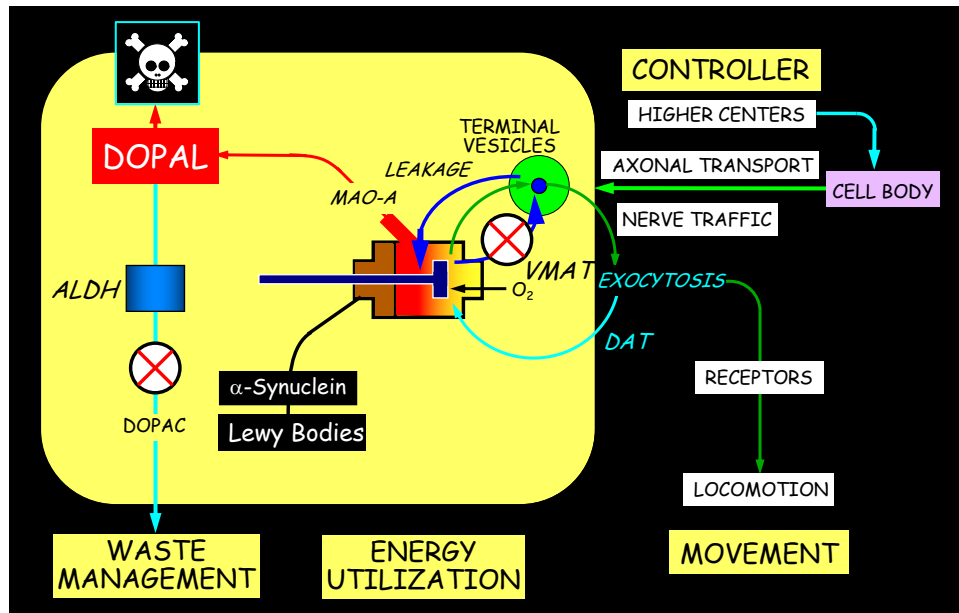 CONTROLLER
HIGHER CENTERS
TERMINAL
VESICLES
DOPAL
LEAKAGE
AXONAL TRANSPORT
MAO-A
CELL BODY
NERVE TRAFFIC
VMAT
ALDH
O₂
EXOCYTOSIS
DAT
RECEPTORS
α-Synuclein
DOPAC
Lewy Bodies
LOCOMOTION
WASTE
MANAGEMENT
ENERGY
UTILIZATION
MOVEMENT